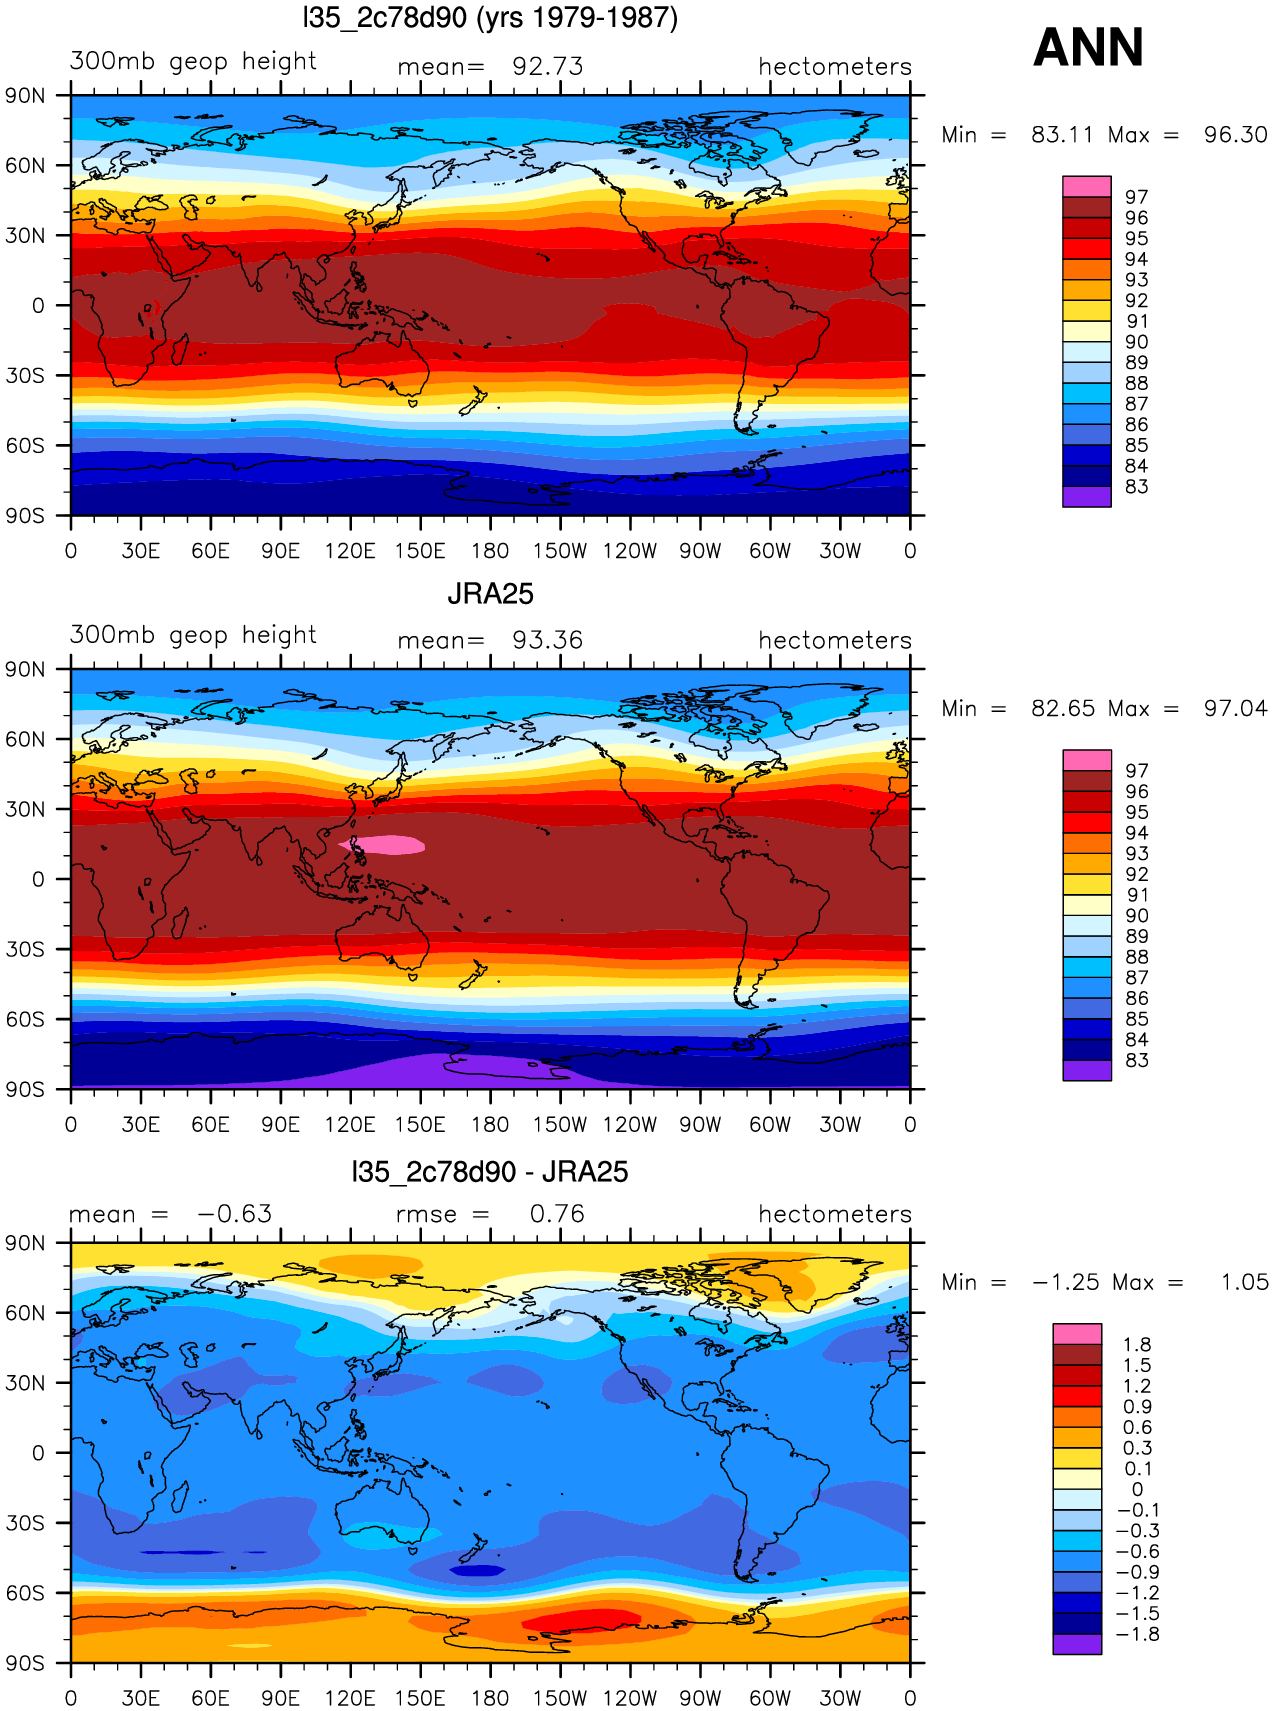 l35_2c78d90 (yrs 1979-1987)
ANN
300mb geop height mean= 92.73 hectometers
Min = 83.11 Max = 96.30
90N
60N
30N
0
30S
60S
90S
0 30E 60E 90E 120E 150E 180 150W 120W 90W 60W 30W 0
97
96
95
94
93
92
91
90
89
88
87
86
85
84
83
JRA25
300mb geop height mean= 93.36 hectometers
Min = 82.65 Max = 97.04
90N
60N
30N
0
30S
60S
90S
0 30E 60E 90E 120E 150E 180 150W 120W 90W 60W 30W 0
97
96
95
94
93
92
91
90
89
88
87
86
85
84
83
l35_2c78d90 - JRA25
mean = -0.63 rmse = 0.76 hectometers
Min = -1.25 Max = 1.05
90N
60N
30N
0
30S
60S
90S
0 30E 60E 90E 120E 150E 180 150W 120W 90W 60W 30W 0
1.8
1.5
1.2
0.9
0.6
0.3
0.1
0
-0.1
-0.3
-0.6
-0.9
-1.2
-1.5
-1.8